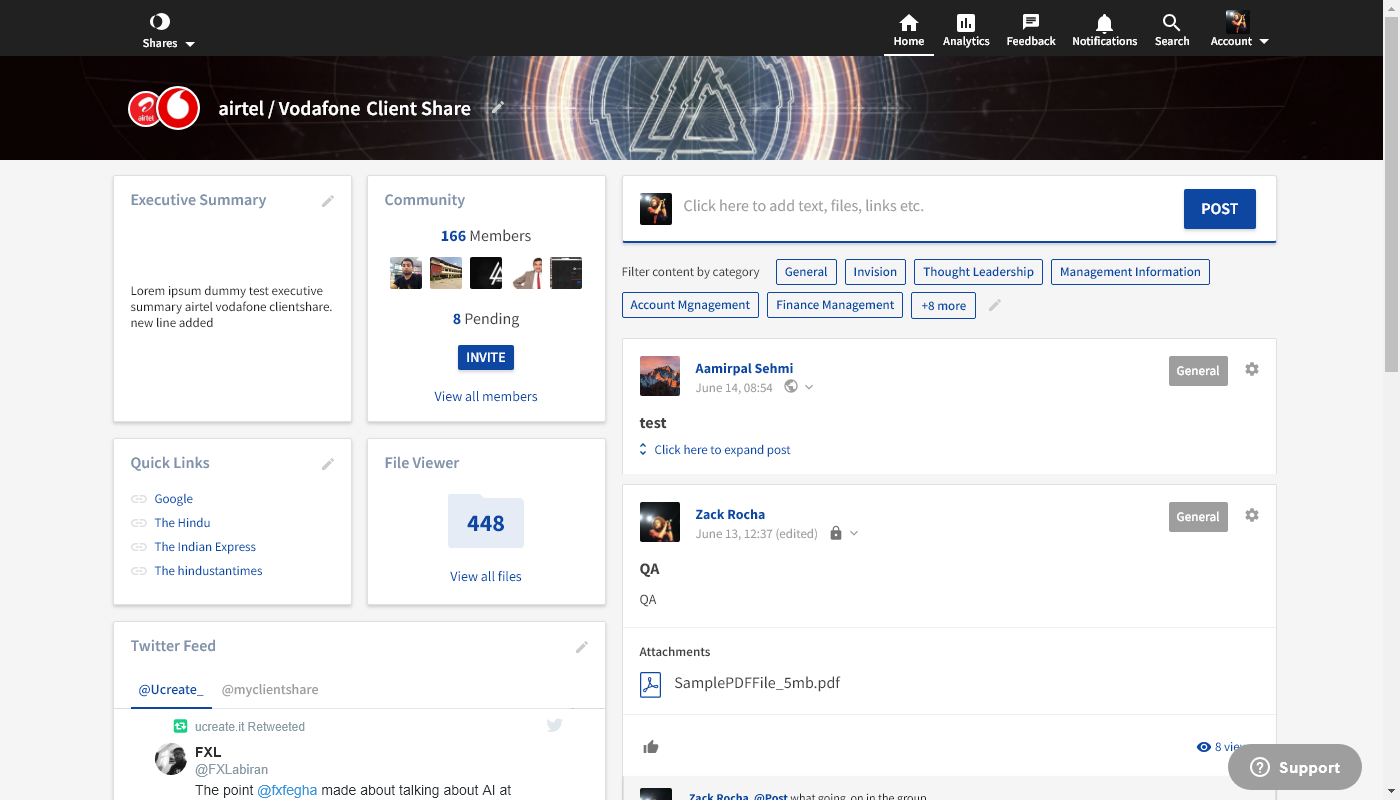 Shares
Home
Analytics
Feedback
Notifications
Search
Account
airtel
airtel / Vodafone Client Share
Executive Summary
Lorem ipsum dummy test executive
summary airtel vodafone clientshare.
new line added
Community
166 Members
8 Pending
INVITE
View all members
Quick Links
Google
The Hindu
The Indian Express
The hindustantimes
File Viewer
448
View all files
Twitter Feed
@Ucreate_ @myclientshare
ucreate.it Retweeted
FXL
@FXLabiran
The point @fxfegha made about talking about AI at
Click here to add text, files, links etc.
POST
Filter content by category General Invision Thought Leadership Management Information
Account Mgnagement Finance Management +8 more
Aamirpal Sehmi
June 14, 08:54
General
test
Click here to expand post
Zack Rocha
June 13, 12:37 (edited)
General
QA
QA
Attachments
SamplePDFFile_5mb.pdf
8
Support
Zack Rocha, @Post what going, on in the group